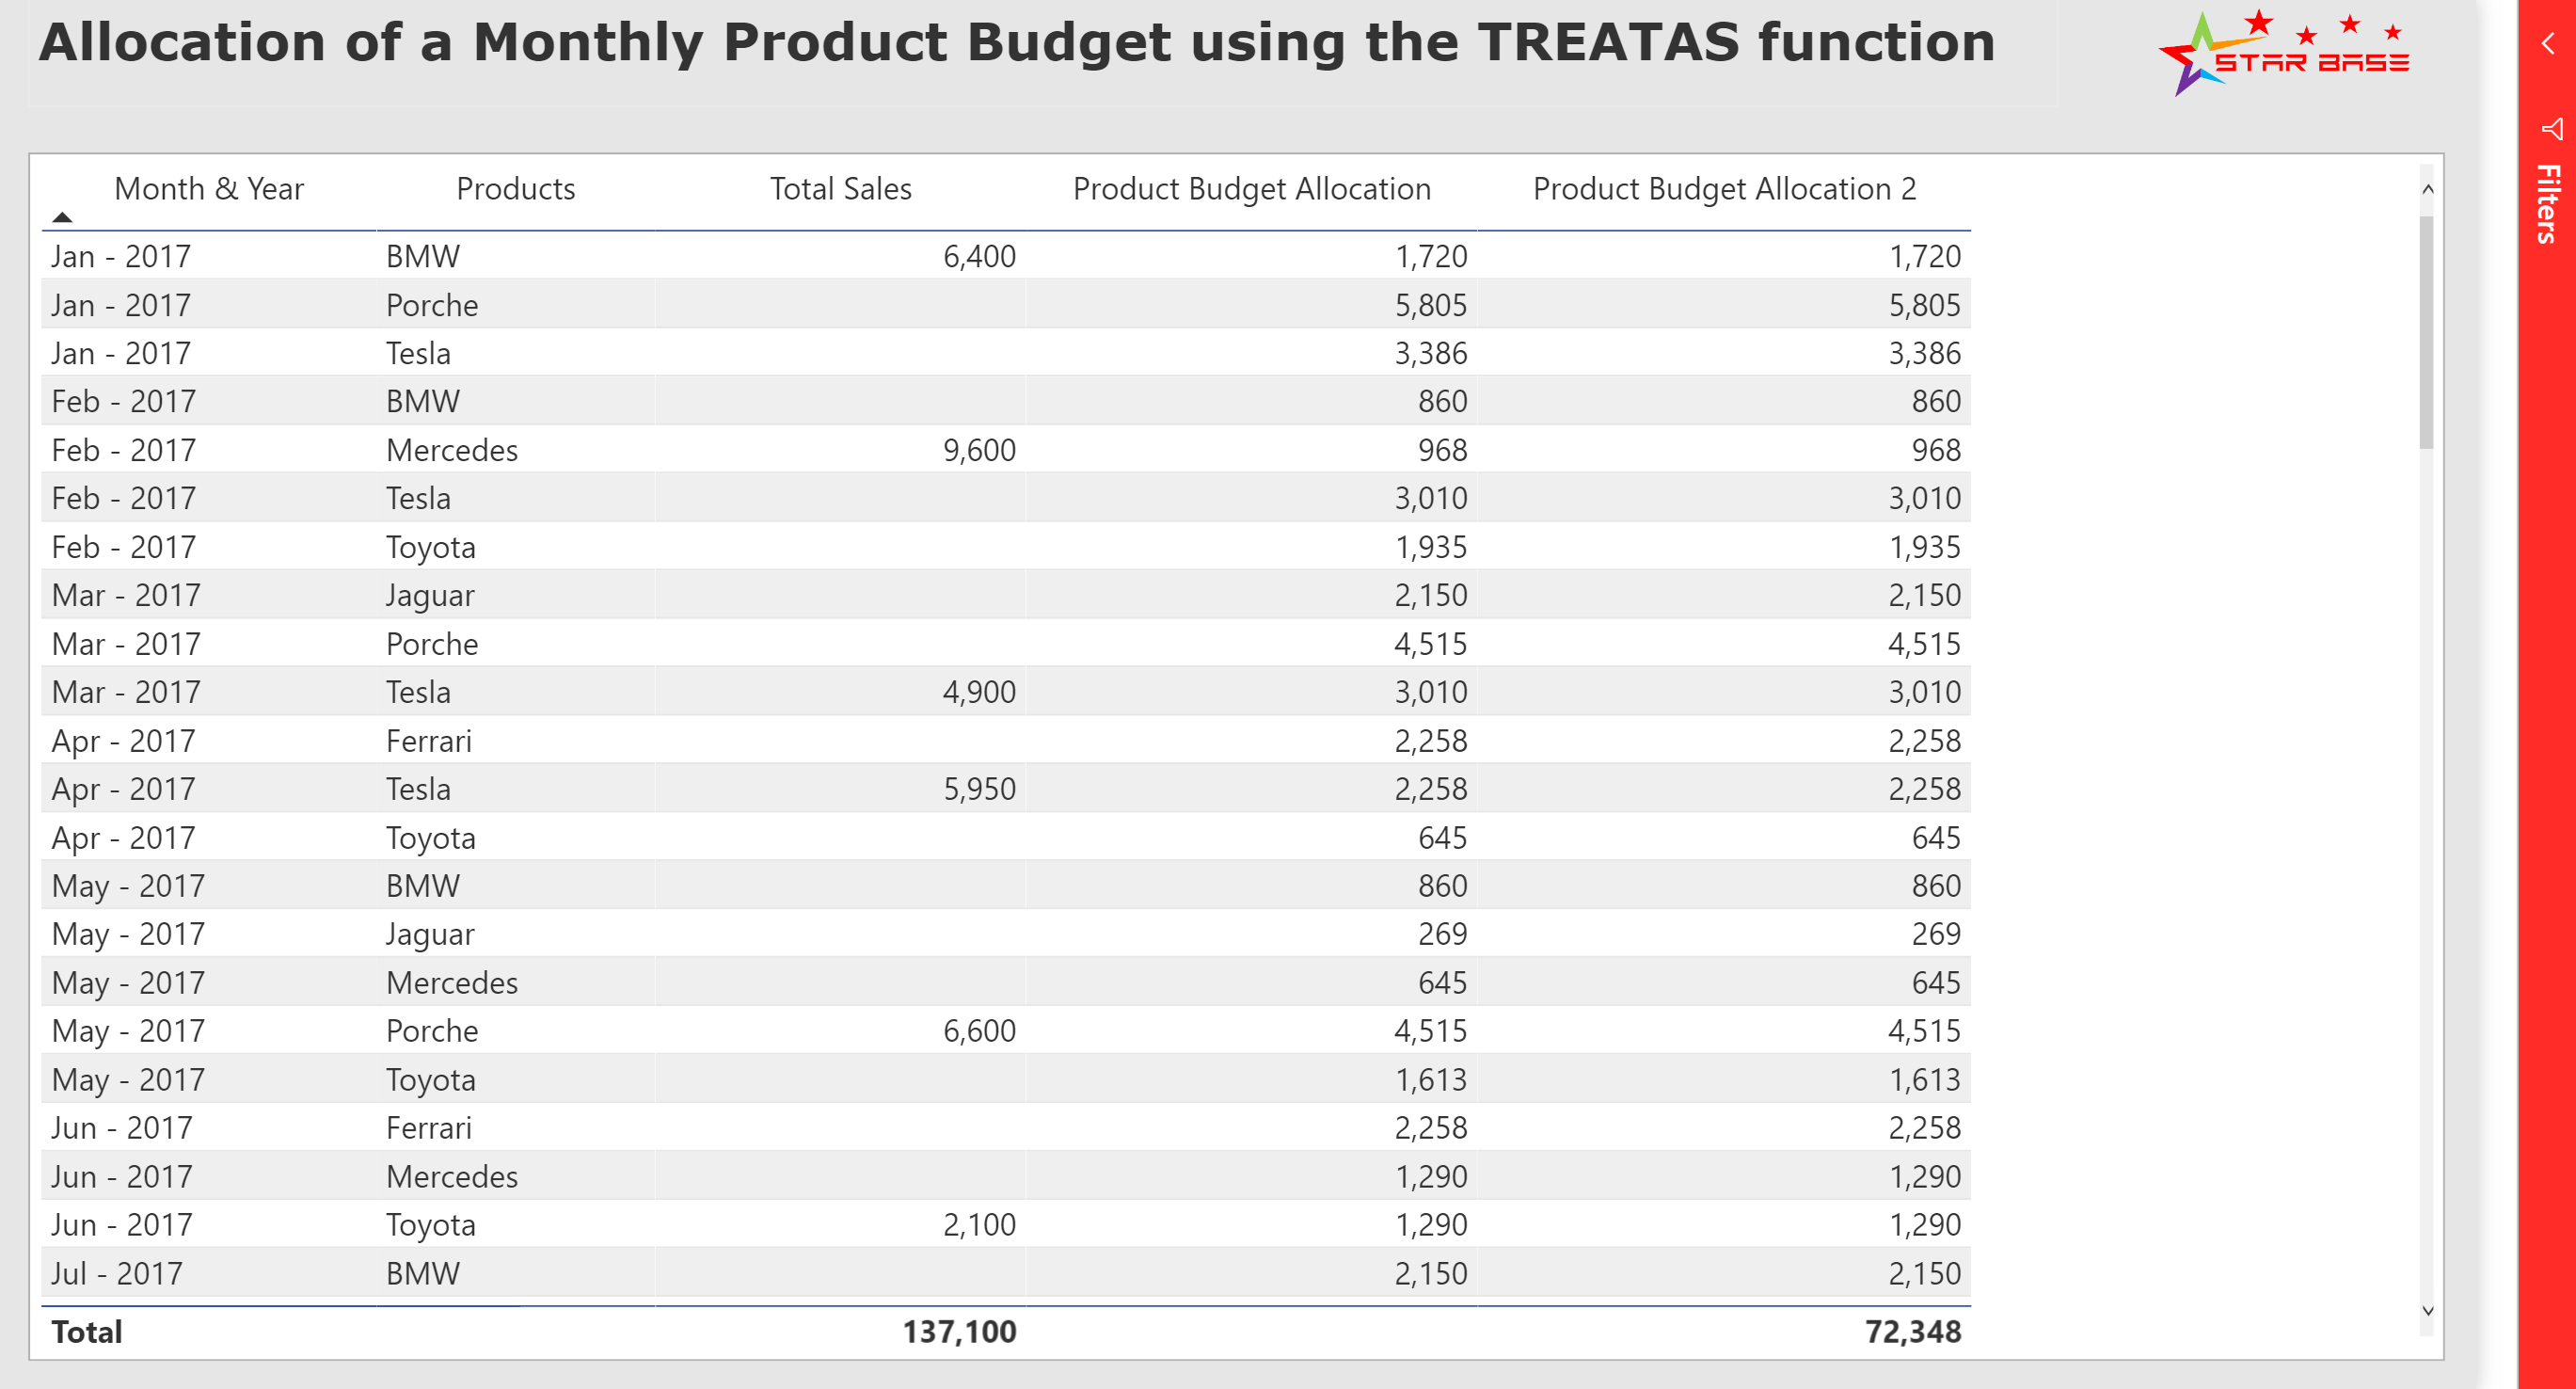 Allocation of a Monthly Product Budget using the TREATAS function
STAR BASE
Filters
Month & Year Products Total Sales Product Budget Allocation Product Budget Allocation 2
Jan - 2017 BMW 6,400 1,720 1,720
Jan - 2017 Porche 5,805 5,805
Jan - 2017 Tesla 3,386 3,386
Feb - 2017 BMW 860 860
Feb - 2017 Mercedes 9,600 968 968
Feb - 2017 Tesla 3,010 3,010
Feb - 2017 Toyota 1,935 1,935
Mar - 2017 Jaguar 2,150 2,150
Mar - 2017 Porche 4,515 4,515
Mar - 2017 Tesla 4,900 3,010 3,010
Apr - 2017 Ferrari 2,258 2,258
Apr - 2017 Tesla 5,950 2,258 2,258
Apr - 2017 Toyota 645 645
May - 2017 BMW 860 860
May - 2017 Jaguar 269 269
May - 2017 Mercedes 645 645
May - 2017 Porche 6,600 4,515 4,515
May - 2017 Toyota 1,613 1,613
Jun - 2017 Ferrari 2,258 2,258
Jun - 2017 Mercedes 1,290 1,290
Jun - 2017 Toyota 2,100 1,290 1,290
Jul - 2017 BMW 2,150 2,150
Total 137,100 72,348